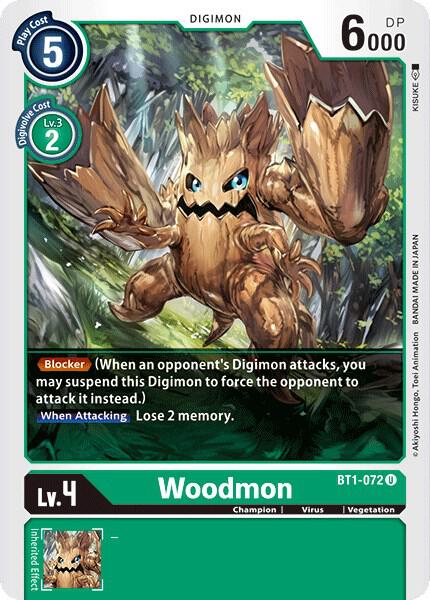 Play Cost
5
DIGIMON
DP
6000
Digivolve Cost
Lv.3
2
KISUKE
© Akiyoshi Hongo, Toei Animation BANDAI MADE IN JAPAN
Blocker (When an opponent's Digimon attacks, you
may suspend this Digimon to force the opponent to
attack it instead.)
When Attacking Lose 2 memory.
BT1-072 U
Lv.4
Woodmon
Champion | Virus | Vegetation
Inherited Effect
–